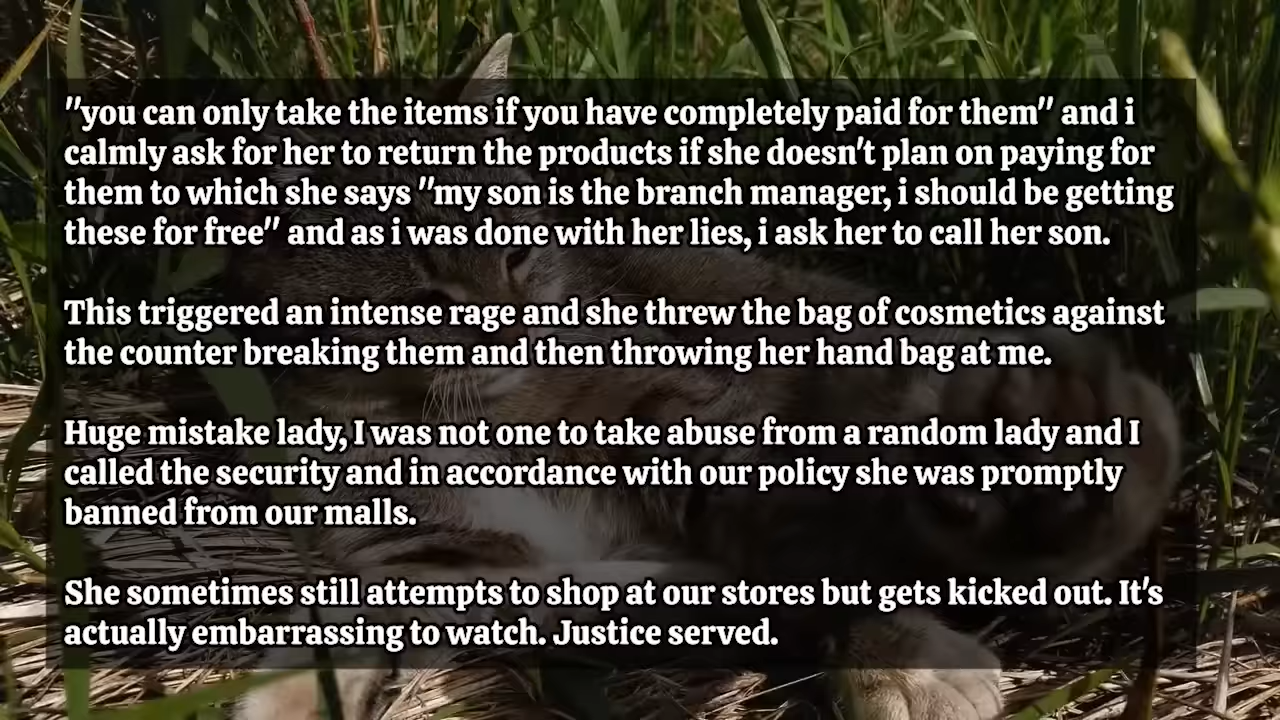 "you can only take the items if you have completely paid for them" and i
calmly ask for her to return the products if she doesn't plan on paying for
them to which she says "my son is the branch manager, i should be getting
these for free" and as i was done with her lies, i ask her to call her son.
This triggered an intense rage and she threw the bag of cosmetics against
the counter breaking them and then throwing her hand bag at me.
Huge mistake lady, I was not one to take abuse from a random lady and I
called the security and in accordance with our policy she was promptly
banned from our malls.
She sometimes still attempts to shop at our stores but gets kicked out. It's
actually embarrassing to watch. Justice served.